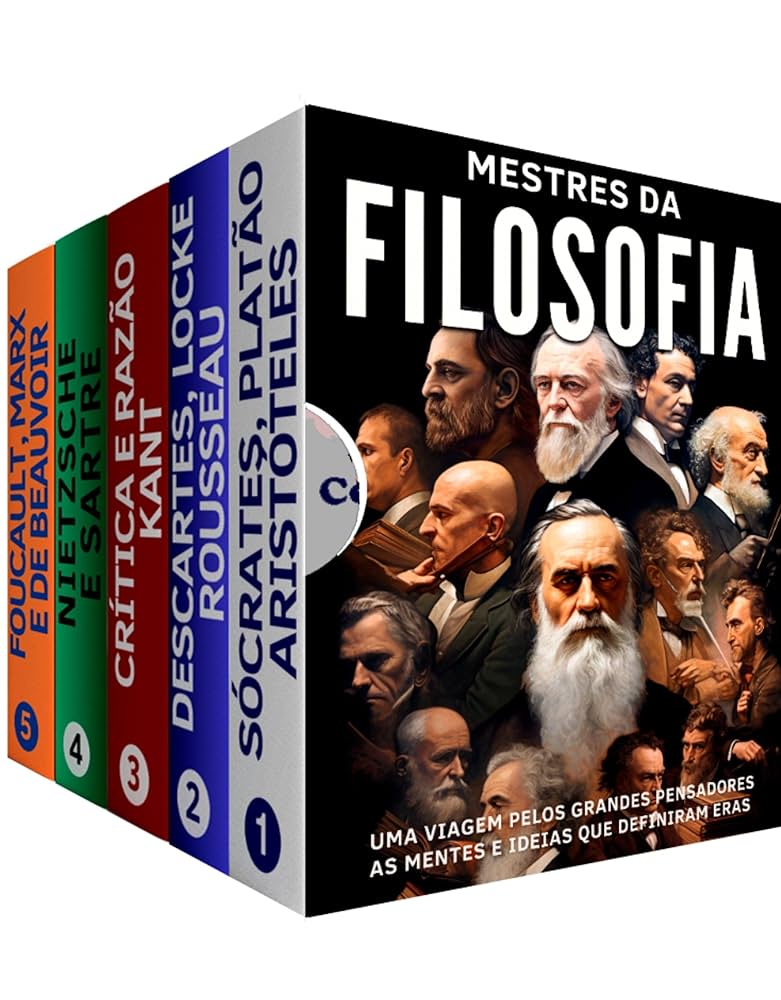 MESTRES DA
FILOSOFIA
UMA VIAGEM PELOS GRANDES PENSADORES
AS MENTES E IDEIAS QUE DEFINIRAM ERAS
FOUCAULT, MARX
E DE BEAUVOIR
5
NIETZSCHE
E SARTRE
4
CRÍTICA E RAZÃO
KANT
3
DESCARTES, LOCKE
ROUSSEAU
2
SÓCRATES, PLATÃO
ARISTOTELES
1